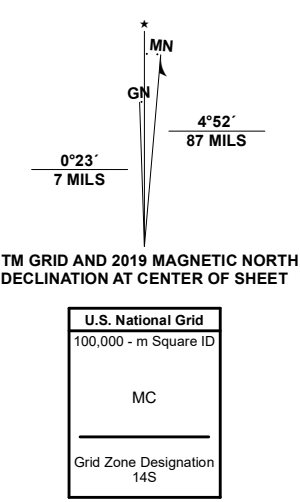 ★
MN
GN
4°52´
87 MILS
0°23´
7 MILS
TM GRID AND 2019 MAGNETIC NORTH
DECLINATION AT CENTER OF SHEET
U.S. National Grid
100,000 - m Square ID
MC
Grid Zone Designation
14S